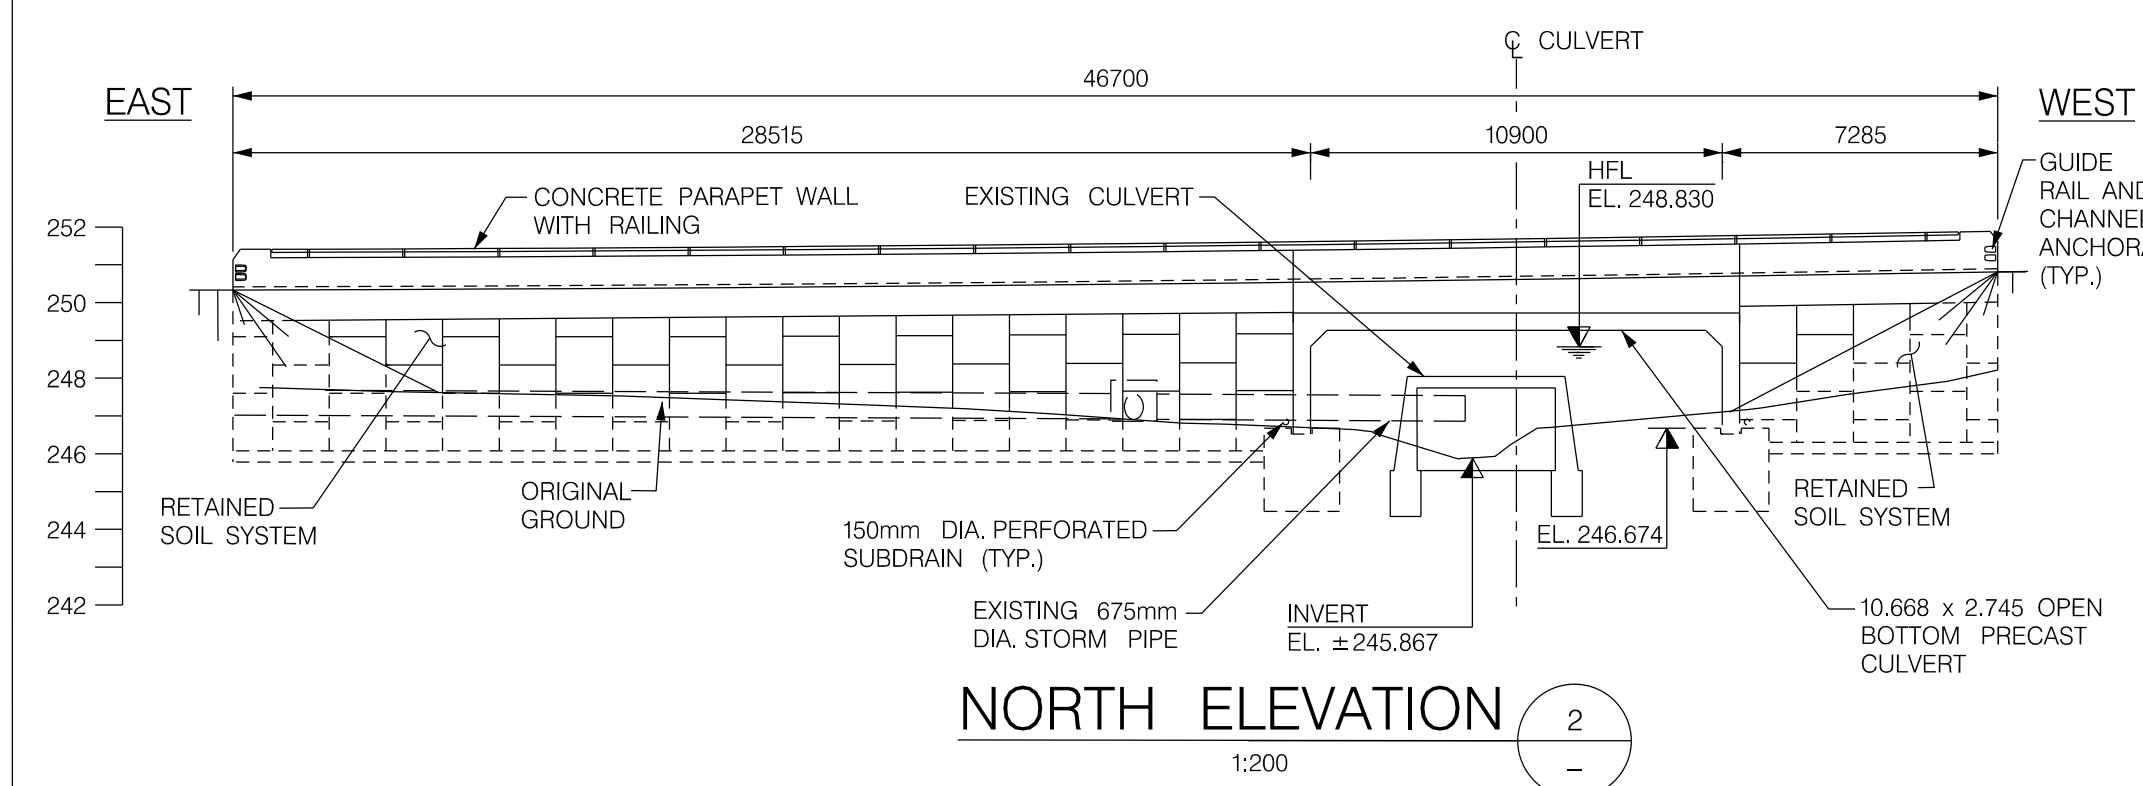 ℄ CULVERT
46700
EAST
WEST
28515
10900
7285
HFL
EL. 248.830
GUIDE
RAIL AND
CHANNEL
ANCHORA
(TYP.)
CONCRETE PARAPET WALL
WITH RAILING
EXISTING CULVERT
252
250
248
246
244
242
RETAINED
SOIL SYSTEM
ORIGINAL
GROUND
150mm DIA. PERFORATED
SUBDRAIN (TYP.)
EXISTING 675mm
DIA. STORM PIPE
INVERT
EL. ±245.867
EL. 246.674
RETAINED
SOIL SYSTEM
10.668 x 2.745 OPEN
BOTTOM PRECAST
CULVERT
NORTH ELEVATION
1:200
2
–